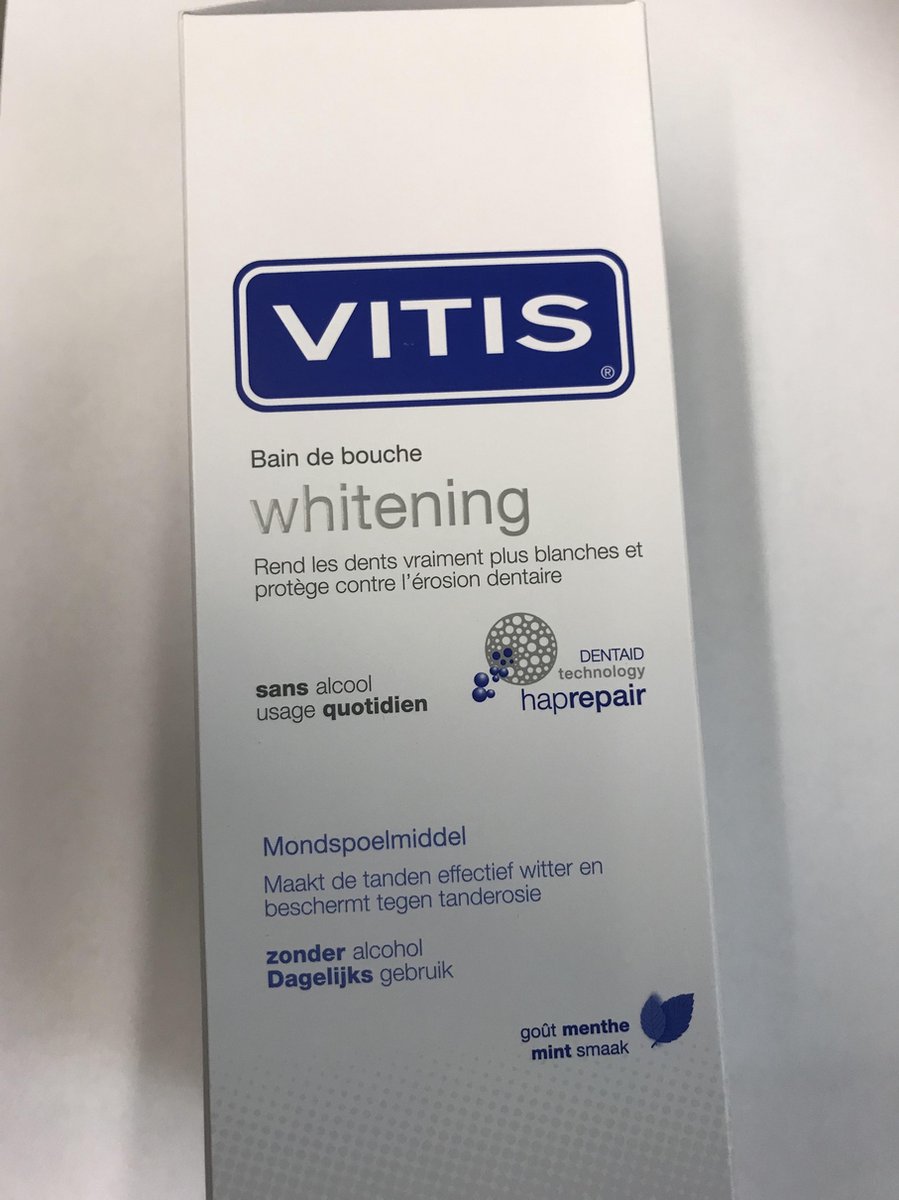 VITIS
®
Bain de bouche
whitening
Rend les dents vraiment plus blanches et
protège contre l'érosion dentaire
sans alcool
usage quotidien
DENTAID
technology
haprepair
Mondspoelmiddel
Maakt de tanden effectief witter en
beschermt tegen tanderosie
zonder alcohol
Dagelijks gebruik
goût menthe
mint smaak